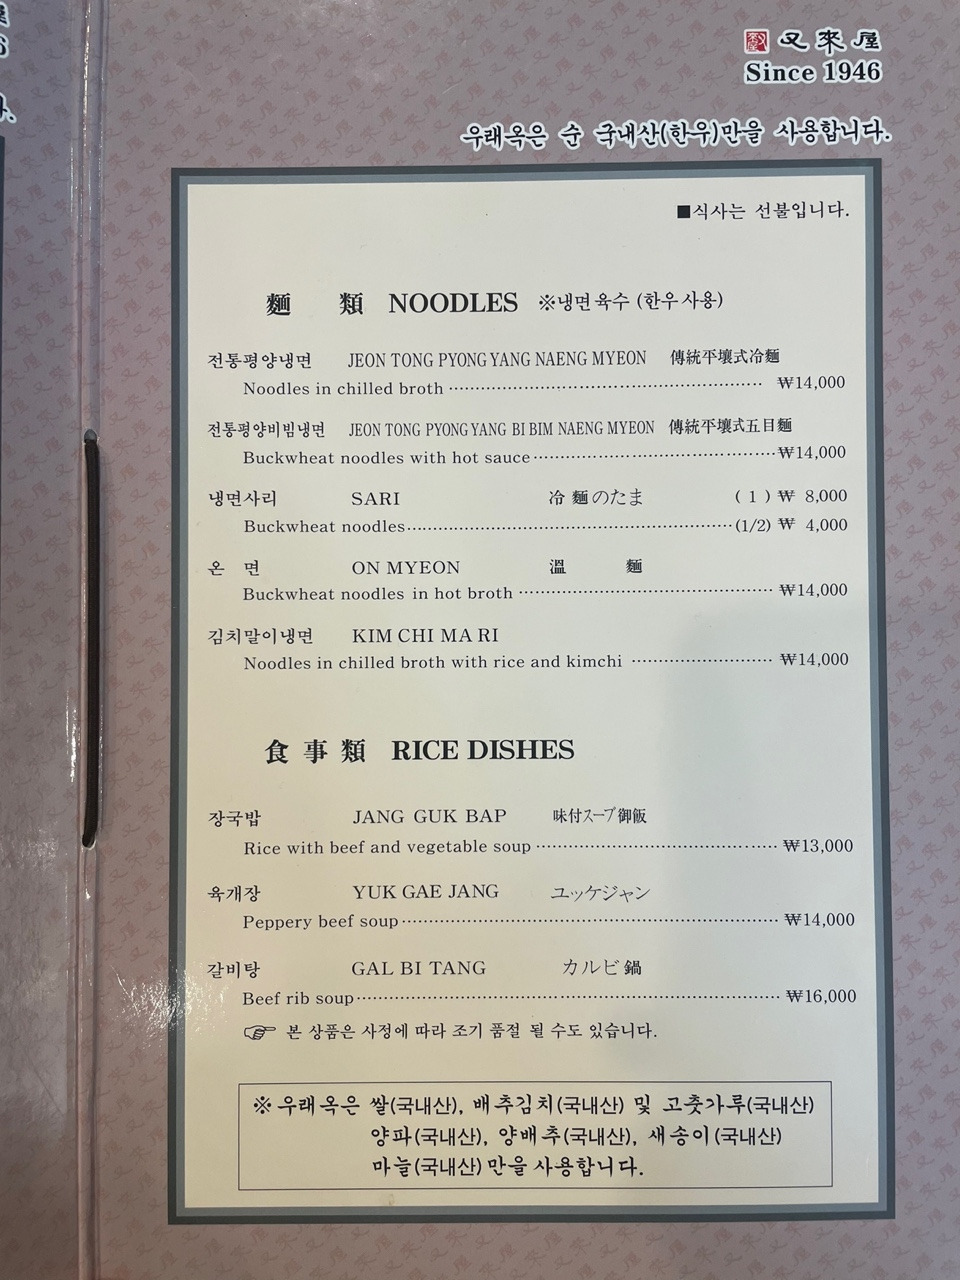 又來屋
Since 1946
우래옥은 순 국내산(한우)만을 사용합니다.
■식사는 선불입니다.
麵 類 NOODLES ※냉면육수 (한우사용)
전통평양냉면 JEON TONG PYONG YANG NAENG MYEON 傳統平壤式冷麵
Noodles in chilled broth ₩14,000
전통평양비빔냉면 JEON TONG PYONG YANG BI BIM NAENG MYEON 傳統平壤式五目麵
Buckwheat noodles with hot sauce ₩14,000
냉면사리 SARI 冷麵のたま ( 1 ) ₩ 8,000
Buckwheat noodles (1/2) ₩ 4,000
온 면 ON MYEON 溫 麵
Buckwheat noodles in hot broth ₩14,000
김치말이냉면 KIM CHI MA RI
Noodles in chilled broth with rice and kimchi ₩14,000
食 事 類 RICE DISHES
장국밥 JANG GUK BAP 味付スープ御飯
Rice with beef and vegetable soup ₩13,000
육개장 YUK GAE JANG ユッケジャン
Peppery beef soup ₩14,000
갈비탕 GAL BI TANG カルビ鍋
Beef rib soup ₩16,000
☞ 본 상품은 사정에 따라 조기 품절 될 수도 있습니다.
※우래옥은 쌀(국내산), 배추김치(국내산) 및 고춧가루(국내산)
양파(국내산), 양배추(국내산), 새송이(국내산)
마늘(국내산)만을사용합니다.